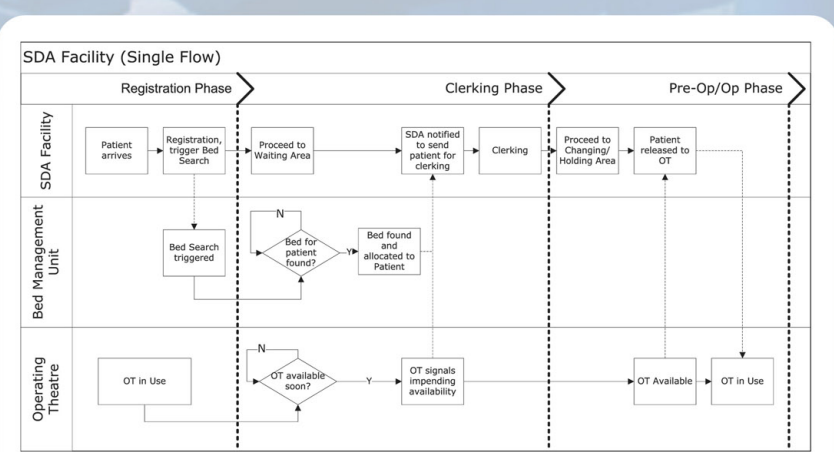 SDA Facility (Single Flow)
Registration Phase
Clerking Phase
Pre-Op/Op Phase
SDA Facility
Patient
arrives
Registration,
trigger Bed
Search
Proceed to
Waiting Area
SDA notified
to send
patient for
clerking
Clerking
Proceed to
Changing/
Holding Area
Patient
released to
OT
Bed Management
Unit
Bed Search
triggered
N
Bed for
patient
found?
Y
Bed found
and
allocated to
Patient
Operating
Theatre
OT in Use
N
OT available
soon?
Y
OT signals
impending
availability
OT Available
OT in Use